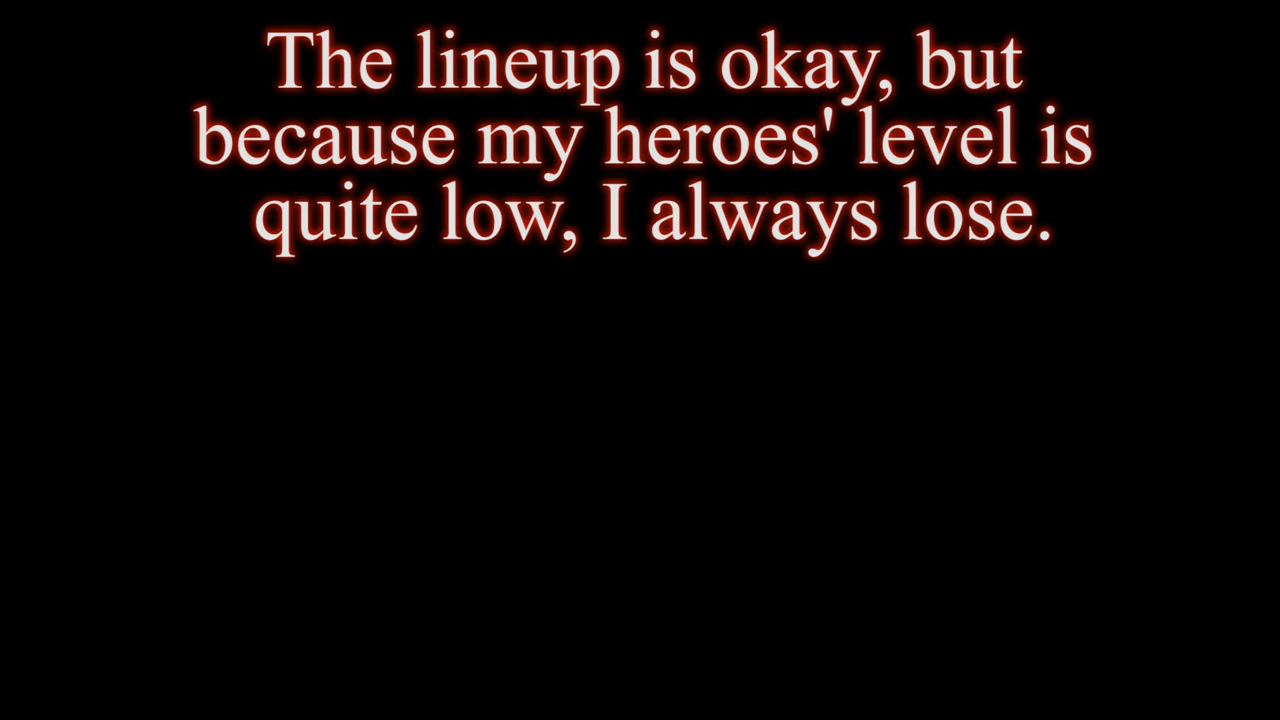 The lineup is okay, but
because my heroes' level is
quite low, I always lose.